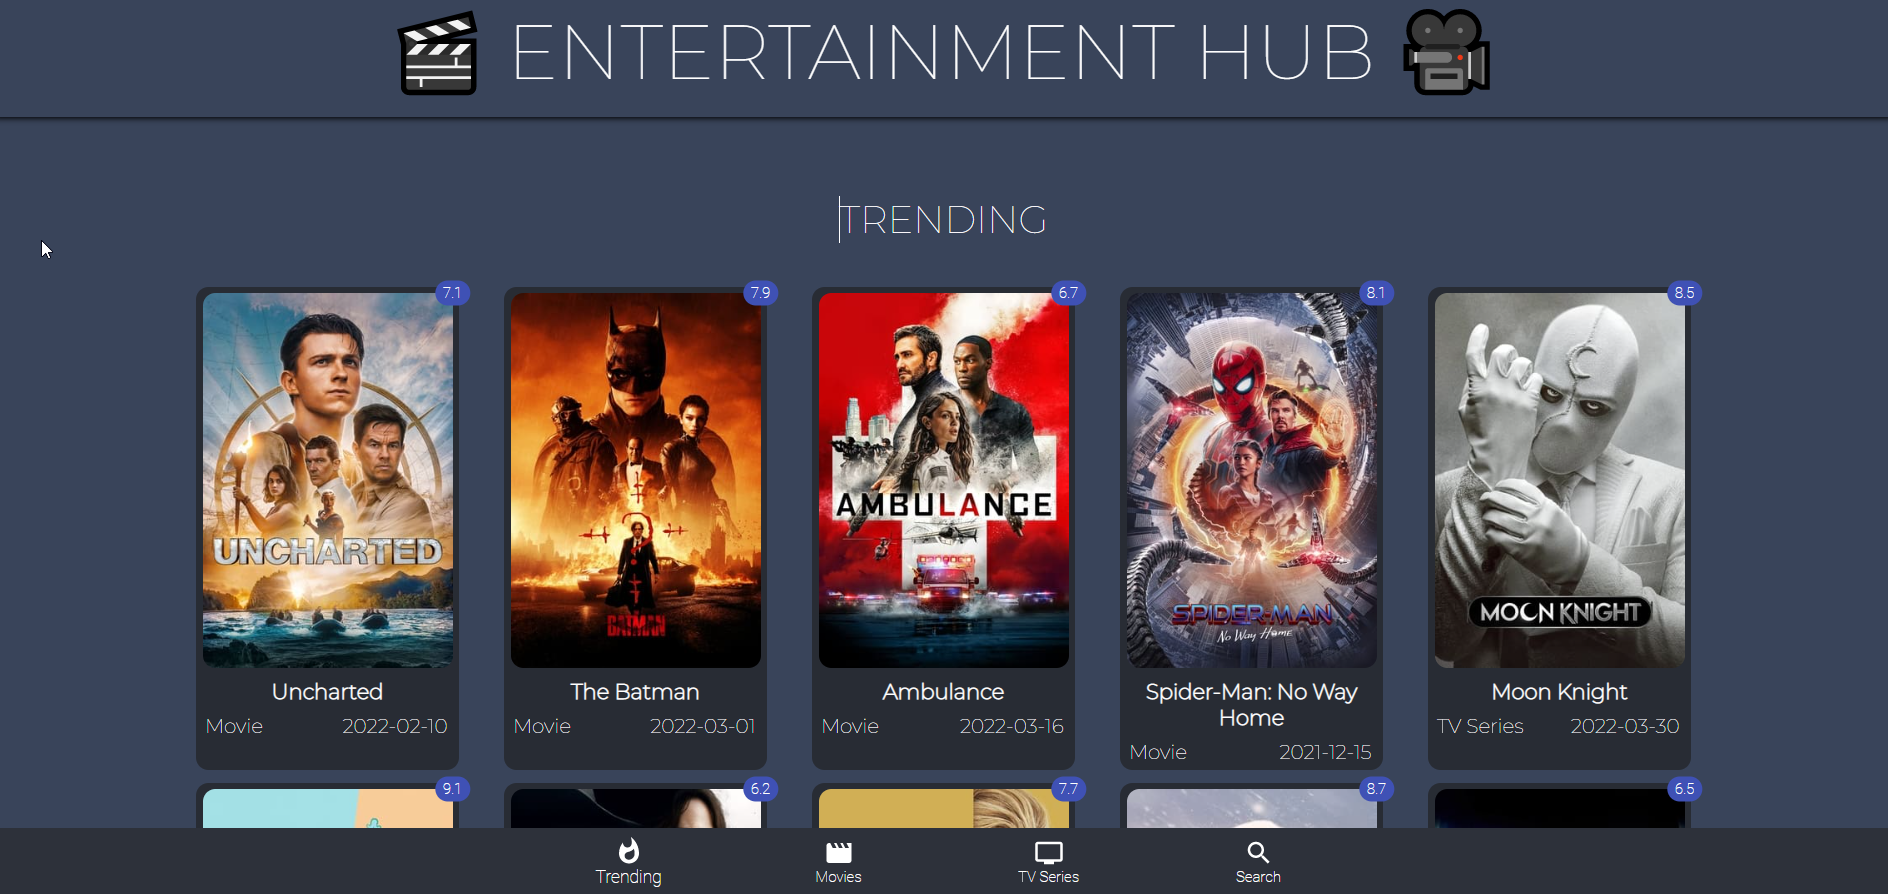 ENTERTAINMENT HUB
TRENDING
7.1
7.9
6.7
8.1
8.5
UNCHARTED
BATMAN
AMBULANCE
SPIDER-MAN
No Way Home
MOON KNIGHT
Uncharted
Movie 2022-02-10
The Batman
Movie 2022-03-01
Ambulance
Movie 2022-03-16
Spider-Man: No Way
Home
Movie 2021-12-15
Moon Knight
TV Series 2022-03-30
9.1
6.2
7.7
8.7
6.5
Trending
Movies
TV Series
Search